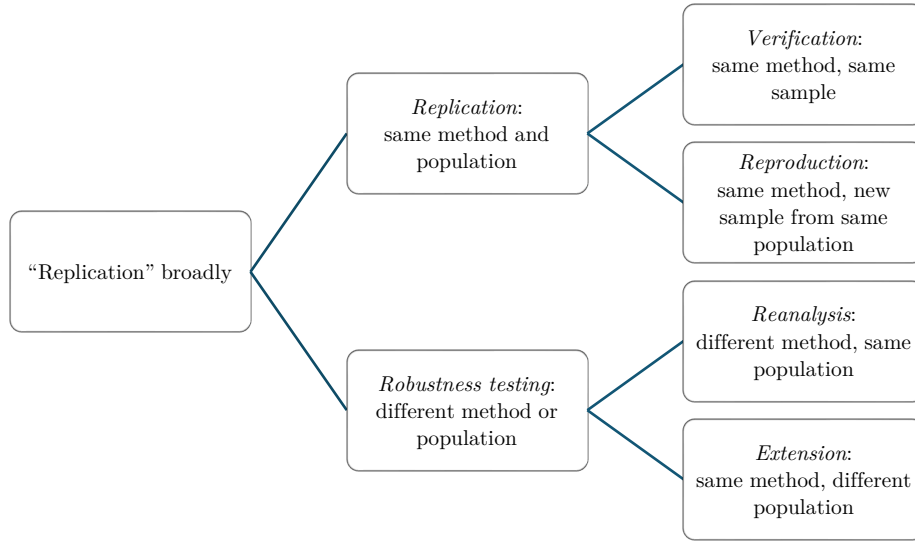 “Replication” broadly
Replication:
same method and
population
Robustness testing:
different method or
population
Verification:
same method, same
sample
Reproduction:
same method, new
sample from same
population
Reanalysis:
different method, same
population
Extension:
same method, different
population